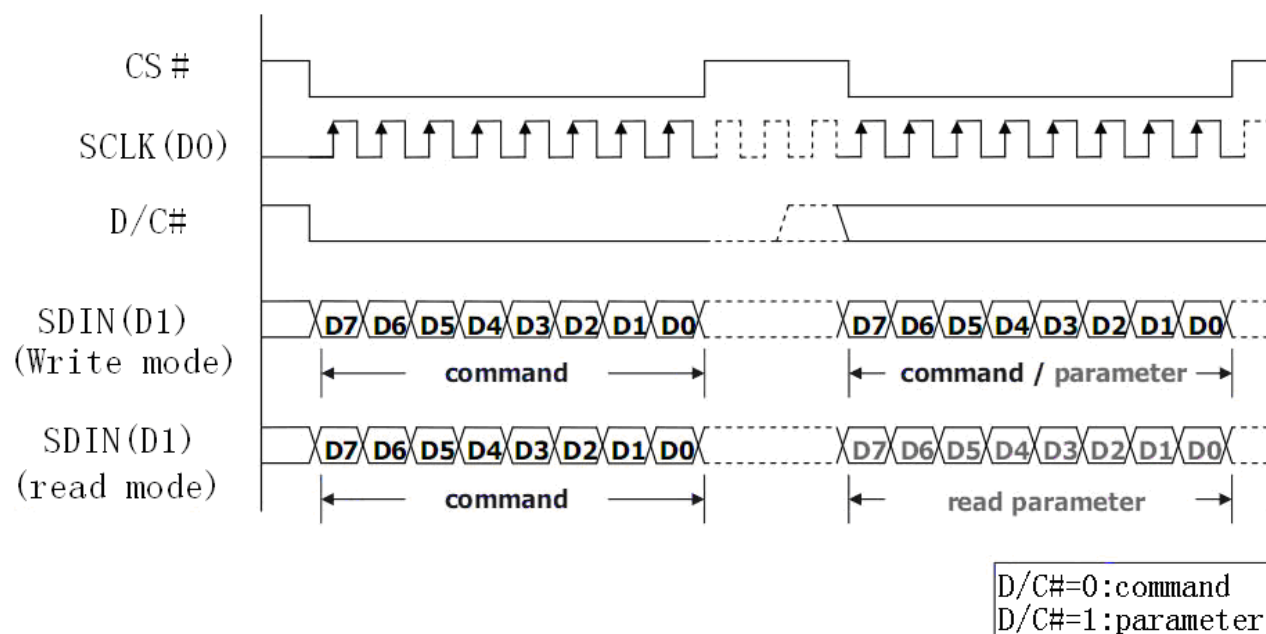 CS#
SCLK(D0)
D/C#
SDIN(D1)
(Write mode)
D7 D6 D5 D4 D3 D2 D1 D0 D7 D6 D5 D4 D3 D2 D1 D0
command command / parameter
SDIN(D1)
(read mode)
D7 D6 D5 D4 D3 D2 D1 D0 D7 D6 D5 D4 D3 D2 D1 D0
command read parameter
D/C#=0:command
D/C#=1:parameter